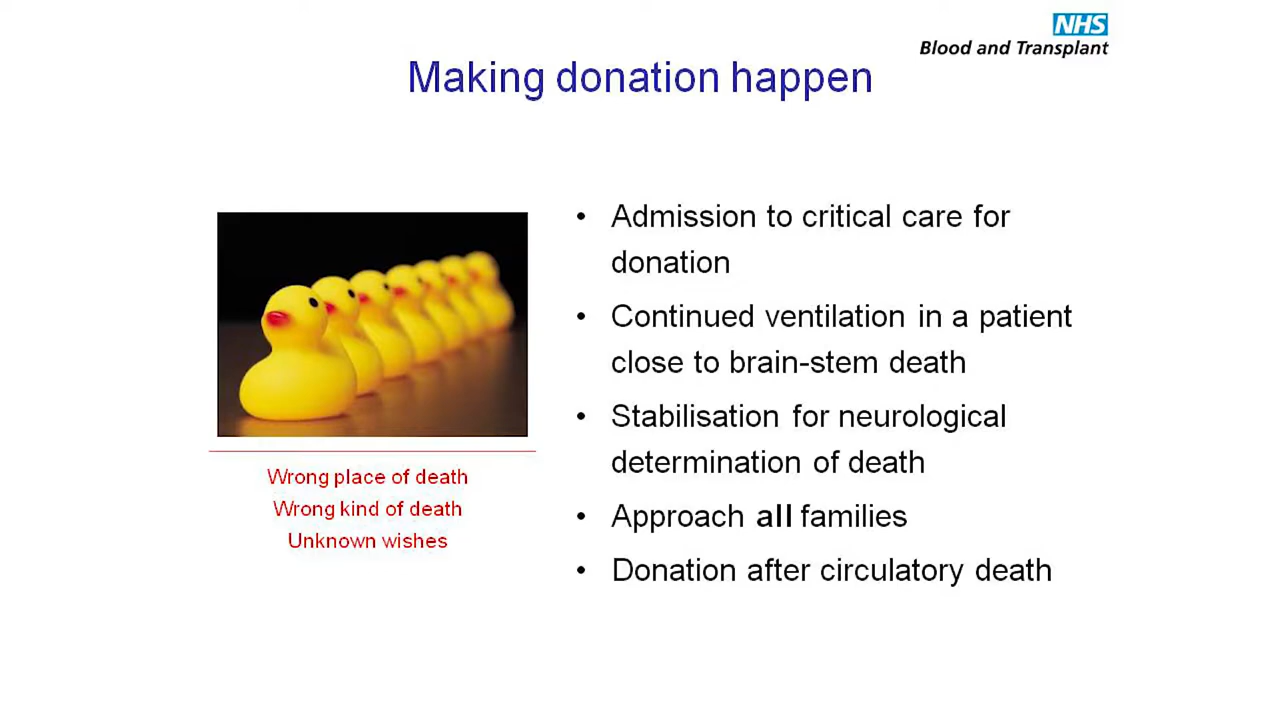 NHS
Blood and Transplant
Making donation happen
• Admission to critical care for
donation
• Continued ventilation in a patient
close to brain-stem death
• Stabilisation for neurological
determination of death
• Approach all families
• Donation after circulatory death
Wrong place of death
Wrong kind of death
Unknown wishes